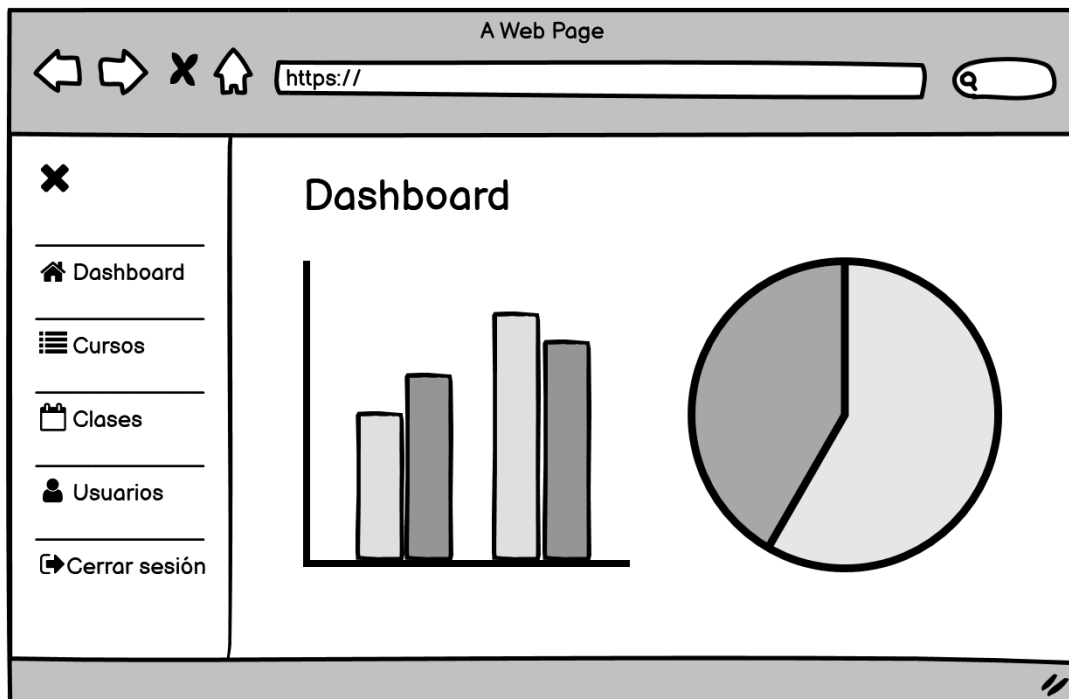 A Web Page
https://
Dashboard
Dashboard
Cursos
Clases
Usuarios
Cerrar sesión